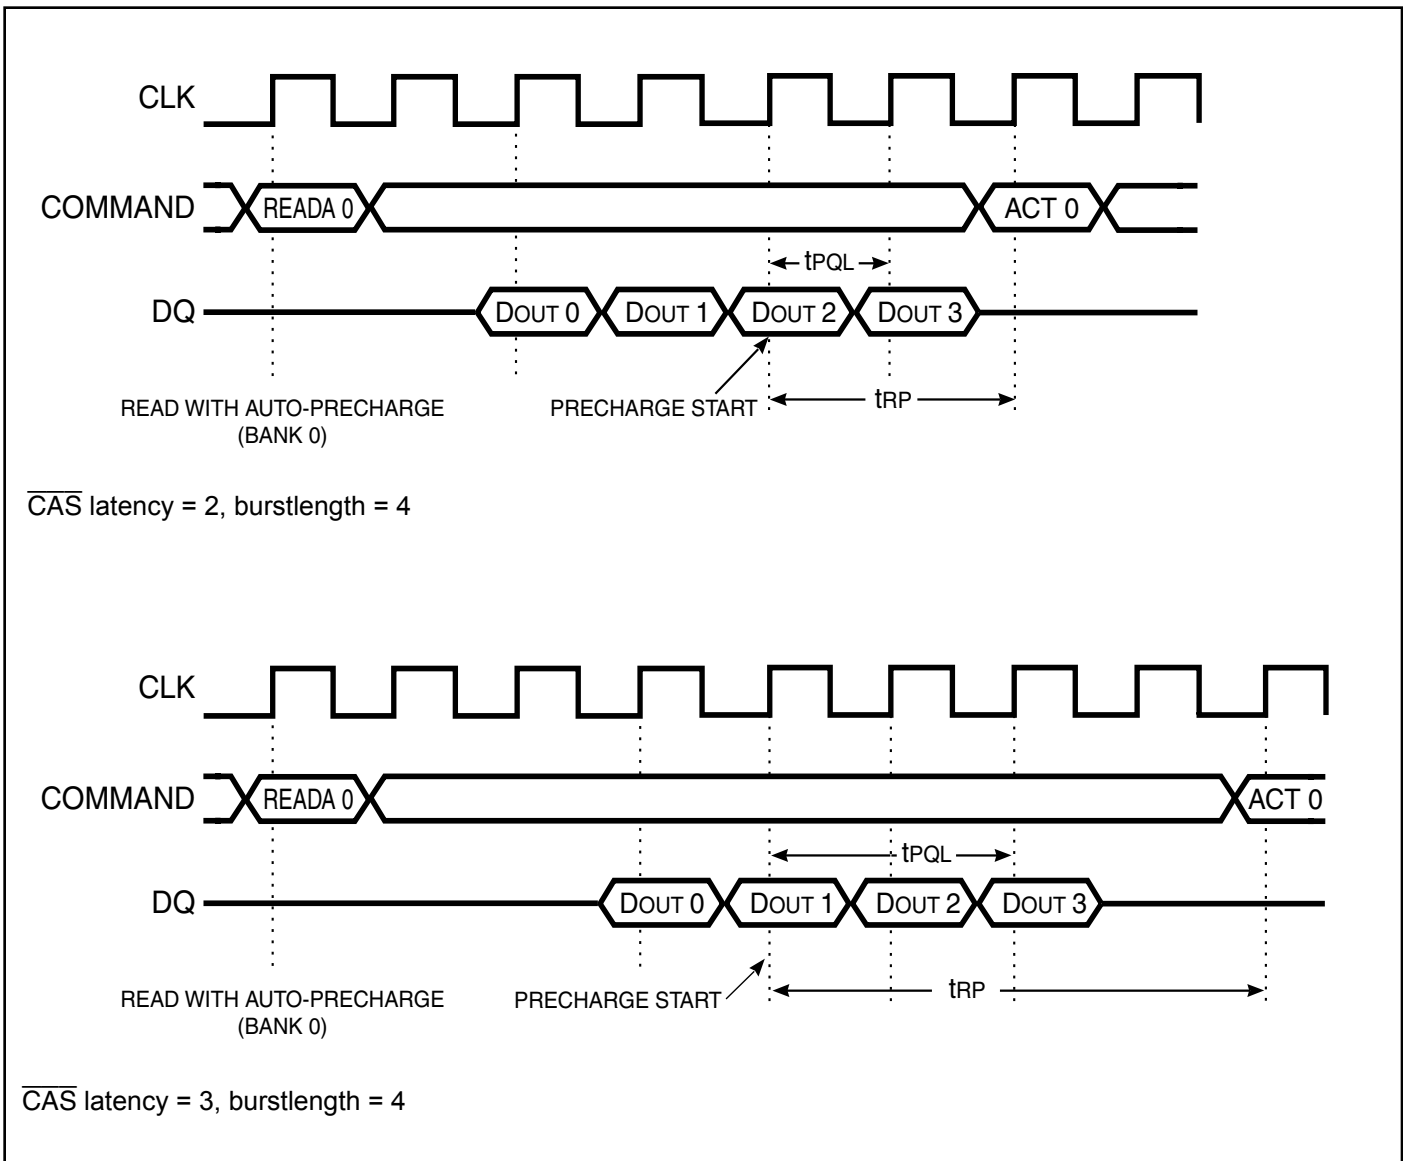 CLK
COMMAND
READA 0
ACT 0
tPQL
DQ
DOUT 0
DOUT 1
DOUT 2
DOUT 3
READ WITH AUTO-PRECHARGE
(BANK 0)
PRECHARGE START
tRP
CAS latency = 2, burstlength = 4
CLK
COMMAND
READA 0
ACT 0
tPQL
DQ
DOUT 0
DOUT 1
DOUT 2
DOUT 3
READ WITH AUTO-PRECHARGE
(BANK 0)
PRECHARGE START
tRP
CAS latency = 3, burstlength = 4